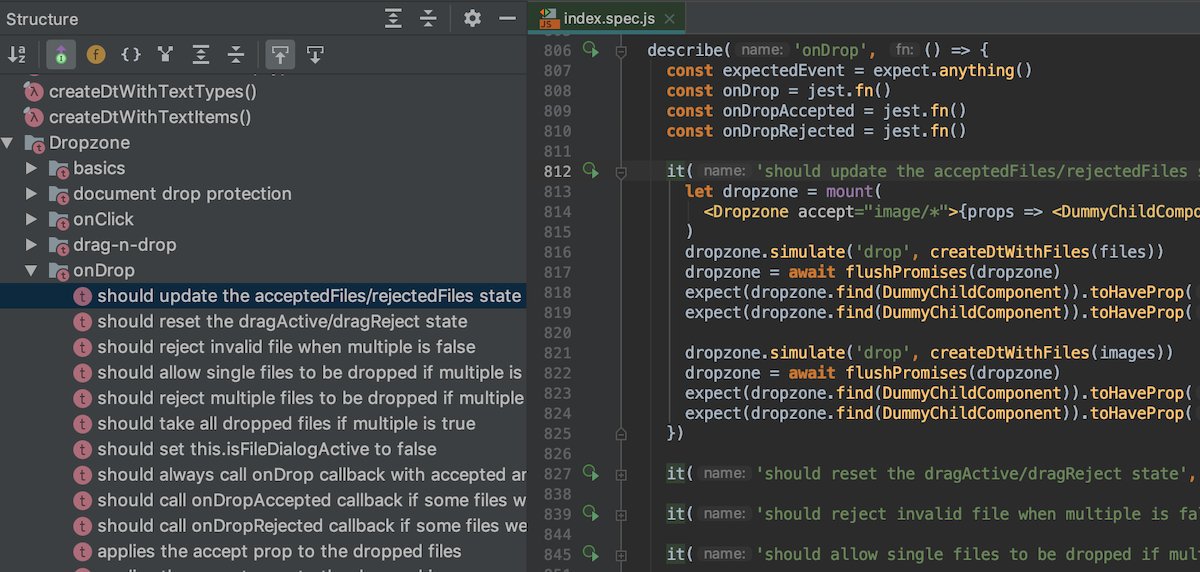 Structure
createDtWithTextTypes()
createDtWithTextItems()
Dropzone
basics
document drop protection
onClick
drag-n-drop
onDrop
should update the acceptedFiles/rejectedFiles state
should reset the dragActive/dragReject state
should reject invalid file when multiple is false
should allow single files to be dropped if multiple is
should reject multiple files to be dropped if multiple
should take all dropped files if multiple is true
should set this.isFileDialogActive to false
should always call onDrop callback with accepted an
should call onDropAccepted callback if some files w
should call onDropRejected callback if some files we
applies the accept prop to the dropped files
index.spec.js
806 describe( name: 'onDrop', fn: () => {
807 const expectedEvent = expect.anything()
808 const onDrop = jest.fn()
809 const onDropAccepted = jest.fn()
810 const onDropRejected = jest.fn()
811
812 it( name: 'should update the acceptedFiles/rejectedFiles s
813 let dropzone = mount(
814 <Dropzone accept="image/*">{props => <DummyChildCompo
815 )
816 dropzone.simulate('drop', createDtWithFiles(files))
817 dropzone = await flushPromises(dropzone)
818 expect(dropzone.find(DummyChildComponent)).toHaveProp(
819 expect(dropzone.find(DummyChildComponent)).toHaveProp(
820
821 dropzone.simulate('drop', createDtWithFiles(images))
822 dropzone = await flushPromises(dropzone)
823 expect(dropzone.find(DummyChildComponent)).toHaveProp(
824 expect(dropzone.find(DummyChildComponent)).toHaveProp(
825 })
826
827 it( name: 'should reset the dragActive/dragReject state',
838
839 it( name: 'should reject invalid file when multiple is fal
844
845 it( name: 'should allow single files to be dropped if mult